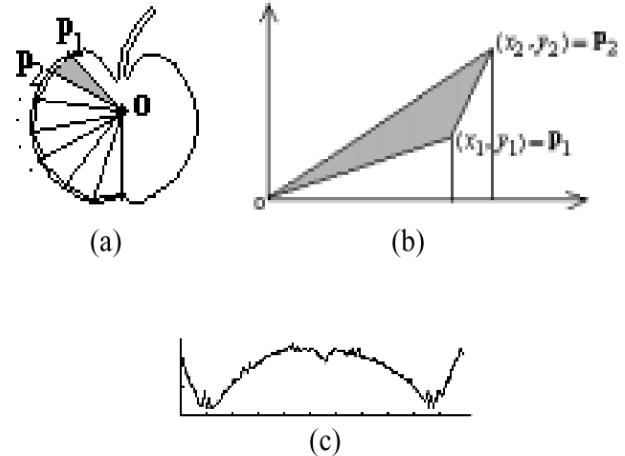 P₁
P₂
O
(a)
(x₂, y₂) = P₂
(x₁, y₁) = P₁
O
(b)
(c)